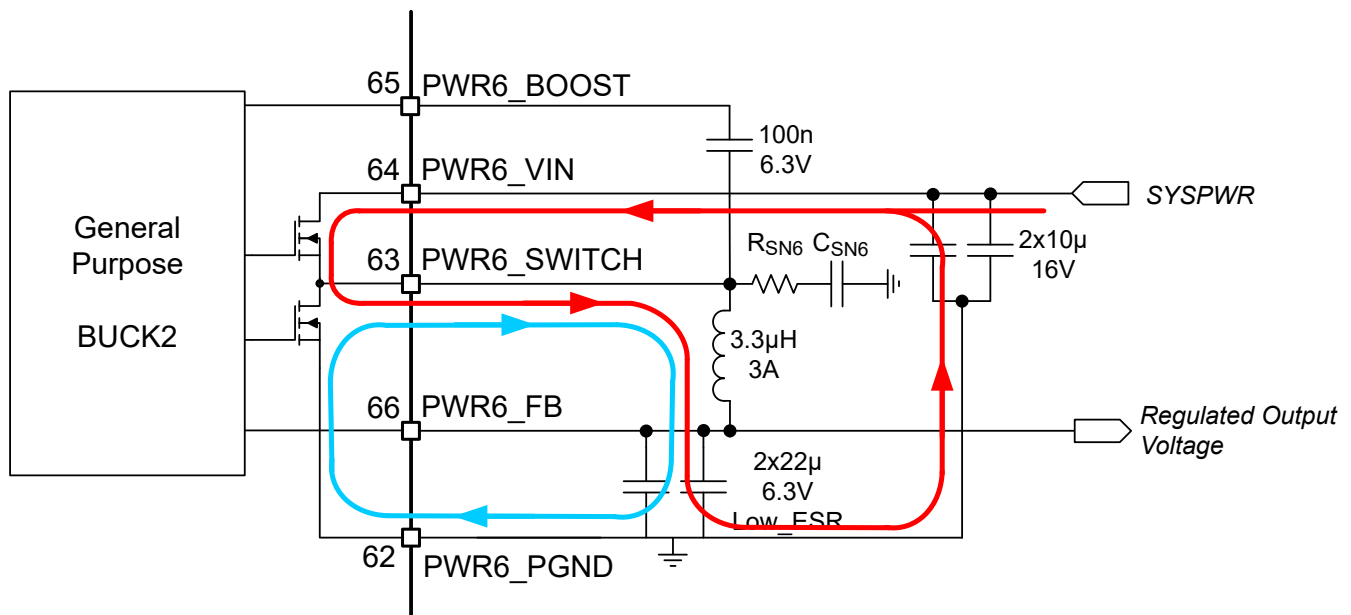 General
Purpose
BUCK2
65
PWR6_BOOST
100n
6.3V
64
PWR6_VIN
SYSPWR
2x10µ
16V
63
PWR6_SWITCH
RSN6
CSN6
3.3µH
3A
66
PWR6_FB
Regulated Output
Voltage
2x22µ
6.3V
Low_ESR
62
PWR6_PGND